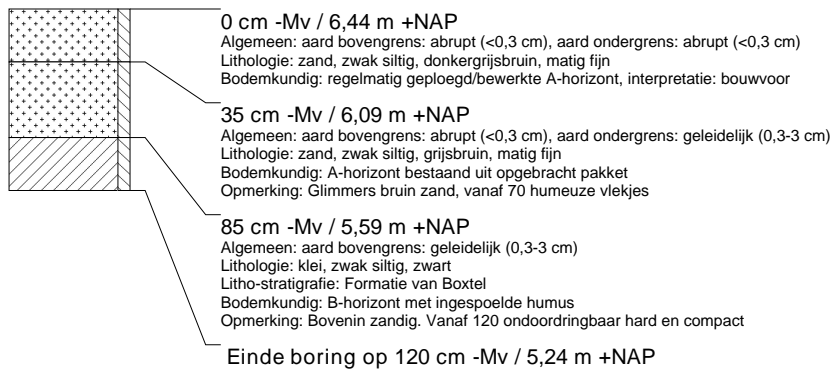 0 cm -Mv / 6,44 m +NAP
Algemeen: aard bovengrens: abrupt (<0,3 cm), aard ondergrens: abrupt (<0,3 cm)
Lithologie: zand, zwak siltig, donkergrijsbruin, matig fijn
Bodemkundig: regelmatig geploegd/bewerkte A-horizont, interpretatie: bouwvoor
35 cm -Mv / 6,09 m +NAP
Algemeen: aard bovengrens: abrupt (<0,3 cm), aard ondergrens: geleidelijk (0,3-3 cm)
Lithologie: zand, zwak siltig, grijsbruin, matig fijn
Bodemkundig: A-horizont bestaand uit opgebracht pakket
Opmerking: Glimmers bruin zand, vanaf 70 humeuze vlekjes
85 cm -Mv / 5,59 m +NAP
Algemeen: aard bovengrens: geleidelijk (0,3-3 cm)
Lithologie: klei, zwak siltig, zwart
Litho-stratigrafie: Formatie van Boxtel
Bodemkundig: B-horizont met ingespoelde humus
Opmerking: Bovenin zandig. Vanaf 120 ondoordringbaar hard en compact
Einde boring op 120 cm -Mv / 5,24 m +NAP